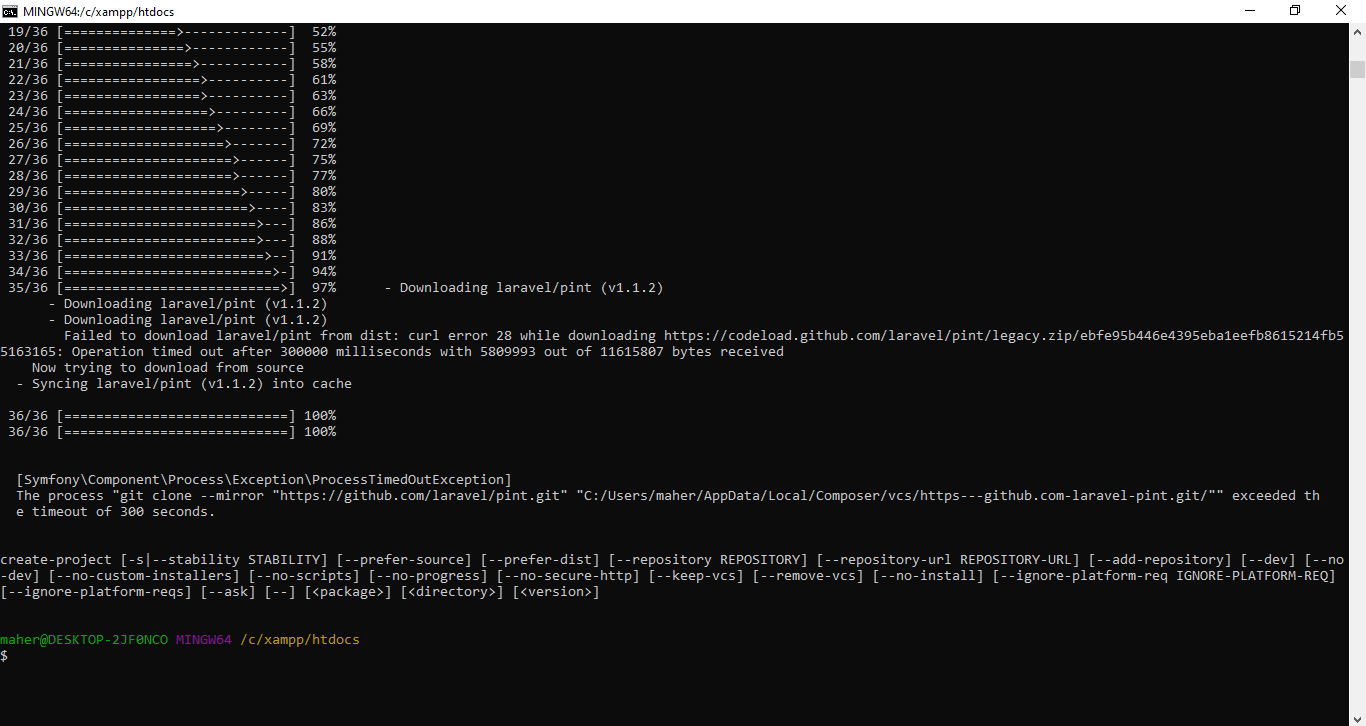 MINGW64:/c/xampp/htdocs
19/36 [==============>-------------]  52%
20/36 [===============>------------]  55%
21/36 [================>-----------]  58%
22/36 [=================>----------]  61%
23/36 [=================>----------]  63%
24/36 [==================>---------]  66%
25/36 [===================>--------]  69%
26/36 [====================>-------]  72%
27/36 [=====================>------]  75%
28/36 [=====================>------]  77%
29/36 [======================>-----]  80%
30/36 [=======================>----]  83%
31/36 [========================>---]  86%
32/36 [========================>---]  88%
33/36 [=========================>--]  91%
34/36 [==========================>-]  94%
35/36 [===========================>]  97%      - Downloading laravel/pint (v1.1.2)
- Downloading laravel/pint (v1.1.2)
- Downloading laravel/pint (v1.1.2)
Failed to download laravel/pint from dist: curl error 28 while downloading https://codeload.github.com/laravel/pint/legacy.zip/ebfe95b446e4395eba1eefb8615214fb5
5163165: Operation timed out after 300000 milliseconds with 5809993 out of 11615807 bytes received
Now trying to download from source
- Syncing laravel/pint (v1.1.2) into cache
36/36 [============================] 100%
36/36 [============================] 100%
[Symfony\Component\Process\Exception\ProcessTimedOutException]
The process "git clone --mirror "https://github.com/laravel/pint.git" "C:/Users/maher/AppData/Local/Composer/vcs/https---github.com-laravel-pint.git/"" exceeded th
e timeout of 300 seconds.
create-project [-s|--stability STABILITY] [--prefer-source] [--prefer-dist] [--repository REPOSITORY] [--repository-url REPOSITORY-URL] [--add-repository] [--dev] [--no
-dev] [--no-custom-installers] [--no-scripts] [--no-progress] [--no-secure-http] [--keep-vcs] [--remove-vcs] [--no-install] [--ignore-platform-req IGNORE-PLATFORM-REQ]
[--ignore-platform-reqs] [--ask] [--] [<package>] [<directory>] [<version>]
maher@DESKTOP-2JF0NCO MINGW64 /c/xampp/htdocs
$